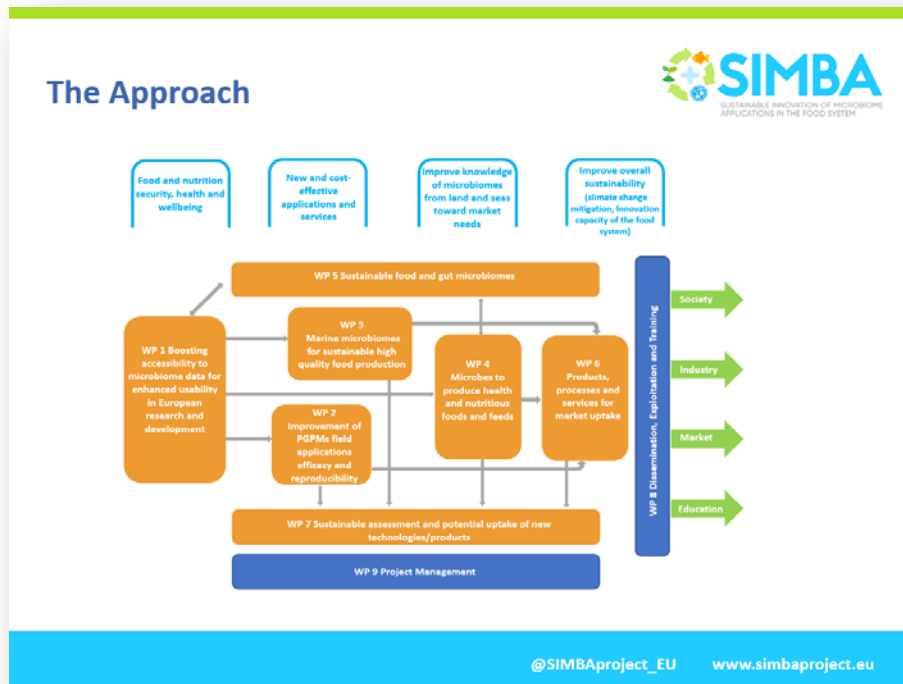 The Approach
SIMBA
SUSTAINABLE INNOVATION OF MICROBIOME
APPLICATIONS IN THE FOOD SYSTEM
Food and nutrition
security, health and
wellbeing
New and cost-
effective
applications and
services
Improve knowledge
of microbiomes
from land and seas
toward market
needs
Improve overall
sustainability
(climate change
mitigation, Innovation
capacity of the food
system)
WP 5 Sustainable food and gut microbiomes
WP 1 Boosting
accessibility to
microbiome data for
enhanced usability
in European
research and
development
WP 3
Marine microbiomes
for sustainable high
quality food production
WP 2
Improvement of
PGPMs field
applications
efficacy and
reproducibility
WP 4
Microbes to
produce health
and nutritious
foods and feeds
WP 6
Products,
processes and
services for
market uptake
WP 7 Sustainable assessment and potential uptake of new
technologies/products
WP 9 Project Management
WP 8 Dissemination, Exploitation and Training
Society
Industry
Market
Education
@SIMBAproject_EU
www.simbaproject.eu